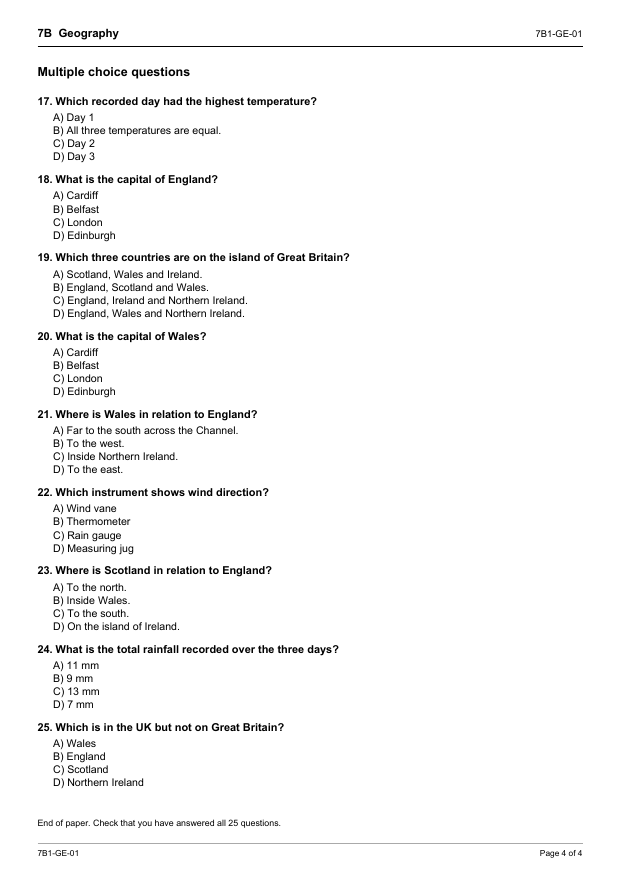 7B Geography
7B1-GE-01
Multiple choice questions
17. Which recorded day had the highest temperature?
A) Day 1
B) All three temperatures are equal.
C) Day 2
D) Day 3
18. What is the capital of England?
A) Cardiff
B) Belfast
C) London
D) Edinburgh
19. Which three countries are on the island of Great Britain?
A) Scotland, Wales and Ireland.
B) England, Scotland and Wales.
C) England, Ireland and Northern Ireland.
D) England, Wales and Northern Ireland.
20. What is the capital of Wales?
A) Cardiff
B) Belfast
C) London
D) Edinburgh
21. Where is Wales in relation to England?
A) Far to the south across the Channel.
B) To the west.
C) Inside Northern Ireland.
D) To the east.
22. Which instrument shows wind direction?
A) Wind vane
B) Thermometer
C) Rain gauge
D) Measuring jug
23. Where is Scotland in relation to England?
A) To the north.
B) Inside Wales.
C) To the south.
D) On the island of Ireland.
24. What is the total rainfall recorded over the three days?
A) 11 mm
B) 9 mm
C) 13 mm
D) 7 mm
25. Which is in the UK but not on Great Britain?
A) Wales
B) England
C) Scotland
D) Northern Ireland
End of paper. Check that you have answered all 25 questions.
7B1-GE-01
Page 4 of 4